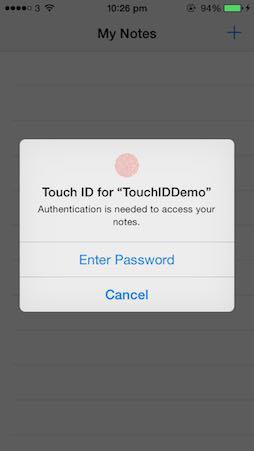 3 10:26 pm 94%
My Notes +
Touch ID for “TouchIDDemo”
Authentication is needed to access your
notes.
Enter Password
Cancel